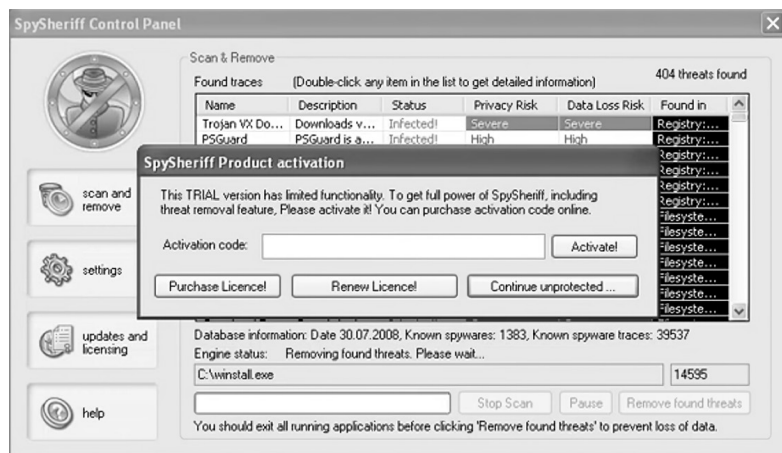 SpySheriff Control Panel
Scan & Remove
Found traces (Double-click any item in the list to get detailed information) 404 threats found
Name Description Status Privacy Risk Data Loss Risk Found in
Trojan VX Do... Downloads v... Infected! Severe Severe Registry:...
PSGuard PSGuard is a... Infected! High High Registry:...
Registry:...
Registry:...
Registry:...
Registry:...
Filesyste...
Filesyste...
Filesyste...
Filesyste...
Filesyste...
Filesyste...
SpySheriff Product activation
This TRIAL version has limited functionality. To get full power of SpySheriff, including
threat removal feature, Please activate it! You can purchase activation code online.
Activation code: Activate!
Purchase Licence! Renew Licence! Continue unprotected ...
scan and
remove
settings
updates and
licensing
help
Database information: Date 30.07.2008, Known spywares: 1383, Known spyware traces: 39537
Engine status: Removing found threats. Please wait...
C:\winstall.exe 14595
Stop Scan Pause Remove found threats
You should exit all running applications before clicking 'Remove found threats' to prevent loss of data.